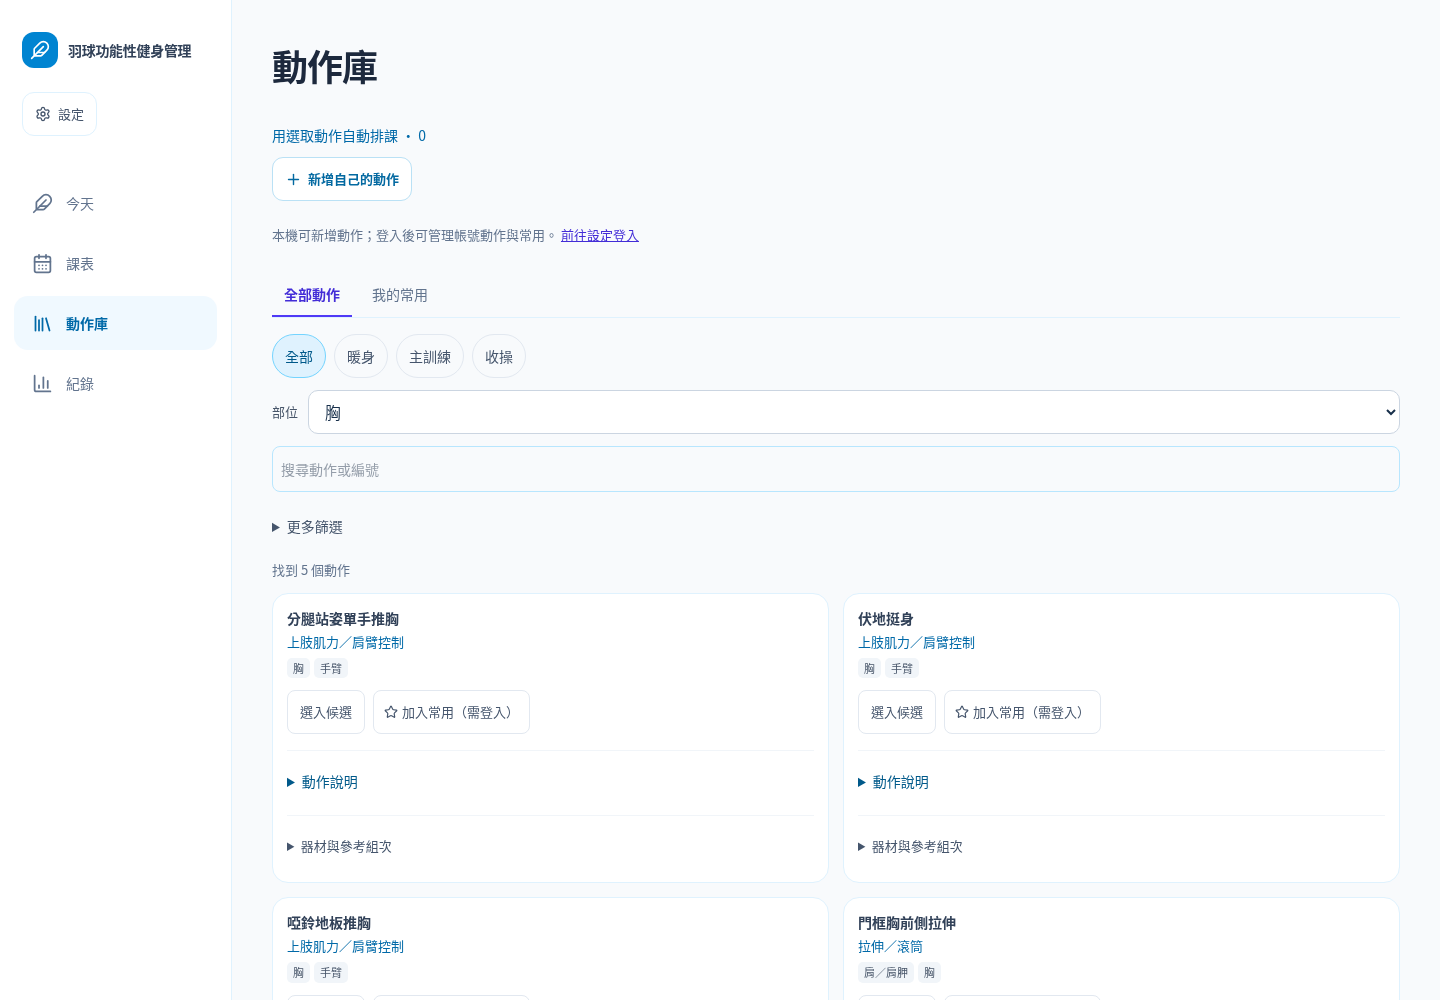 羽球功能性健身管理
設定
今天
課表
動作庫
紀錄
動作庫
用選取動作自動排課 · 0
新增自己的動作
本機可新增動作；登入後可管理帳號動作與常用。 前往設定登入
全部動作 我的常用
全部 暖身 主訓練 收操
部位 胸
搜尋動作或編號
更多篩選
找到 5 個動作
分腿站姿單手推胸
上肢肌力／肩臂控制
胸 手臂
選入候選 加入常用（需登入）
動作說明
器材與參考組次
伏地挺身
上肢肌力／肩臂控制
胸 手臂
選入候選 加入常用（需登入）
動作說明
器材與參考組次
啞鈴地板推胸
上肢肌力／肩臂控制
胸 手臂
門框胸前側拉伸
拉伸／滾筒
肩／肩胛 胸